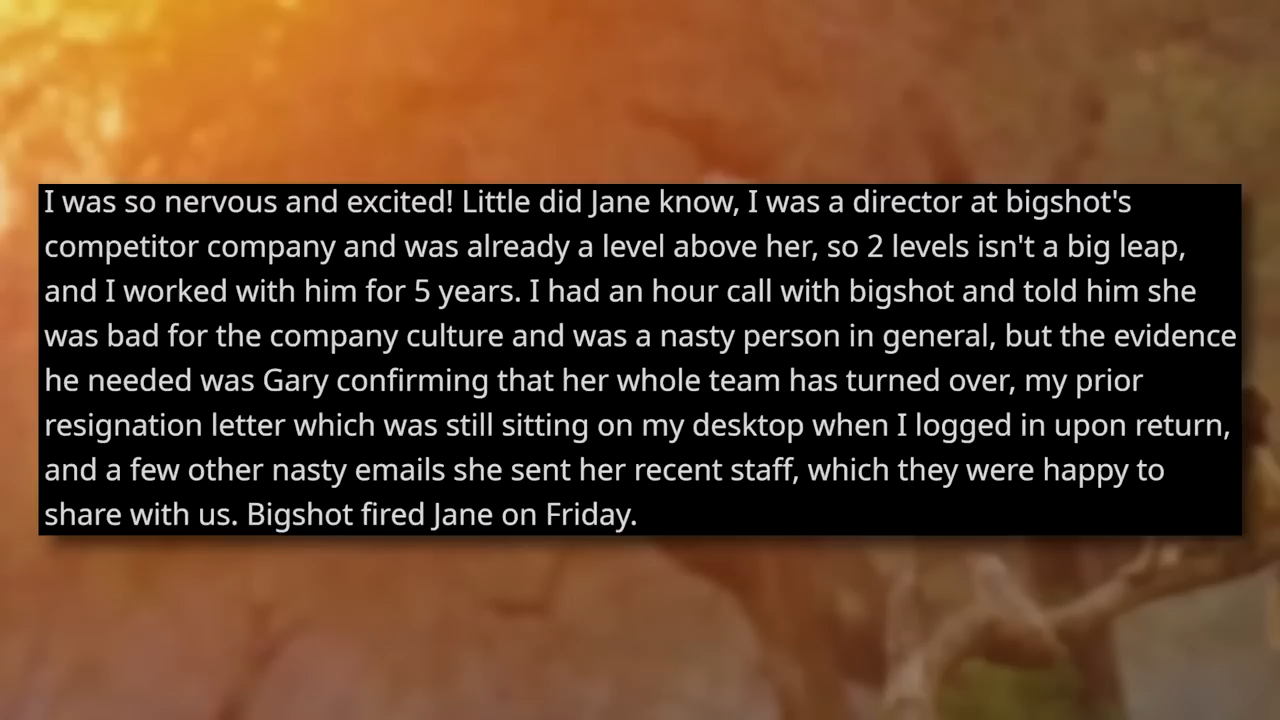 I was so nervous and excited! Little did Jane know, I was a director at bigshot's
competitor company and was already a level above her, so 2 levels isn't a big leap,
and I worked with him for 5 years. I had an hour call with bigshot and told him she
was bad for the company culture and was a nasty person in general, but the evidence
he needed was Gary confirming that her whole team has turned over, my prior
resignation letter which was still sitting on my desktop when I logged in upon return,
and a few other nasty emails she sent her recent staff, which they were happy to
share with us. Bigshot fired Jane on Friday.